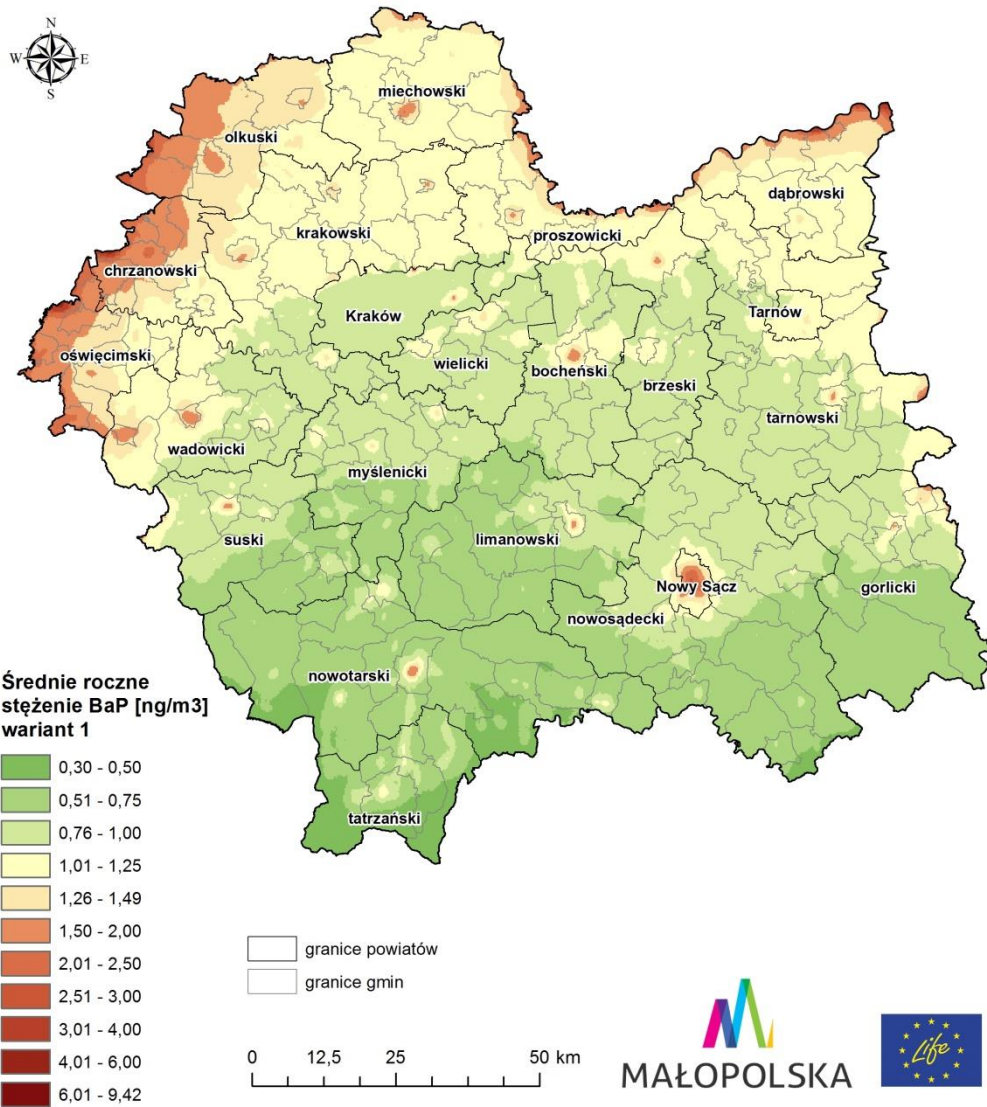 N
W E
S
miechowski
olkuski
dąbrowski
krakowski
proszowicki
chrzanowski
Kraków
Tarnów
oświęcimski
wielicki
bocheński
brzeski
tarnowski
wadowicki
myślenicki
suski
limanowski
Nowy Sącz
gorlicki
nowosądecki
nowotarski
tatrzański
Średnie roczne
stężenie BaP [ng/m3]
wariant 1
0,30 - 0,50
0,51 - 0,75
0,76 - 1,00
1,01 - 1,25
1,26 - 1,49
1,50 - 2,00
2,01 - 2,50
2,51 - 3,00
3,01 - 4,00
4,01 - 6,00
6,01 - 9,42
granice powiatów
granice gmin
0 12,5 25 50 km
MAŁOPOLSKA
Life